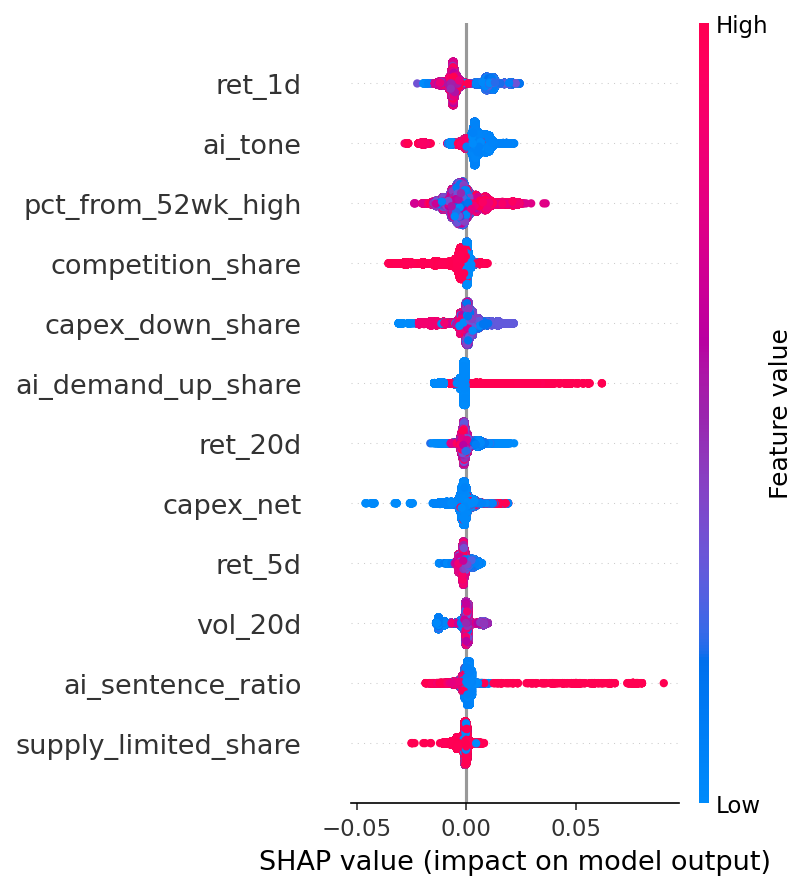 High
ret_1d
ai_tone
pct_from_52wk_high
competition_share
capex_down_share
ai_demand_up_share
ret_20d
capex_net
ret_5d
vol_20d
ai_sentence_ratio
supply_limited_share
Feature value
Low
−0.05 0.00 0.05
SHAP value (impact on model output)